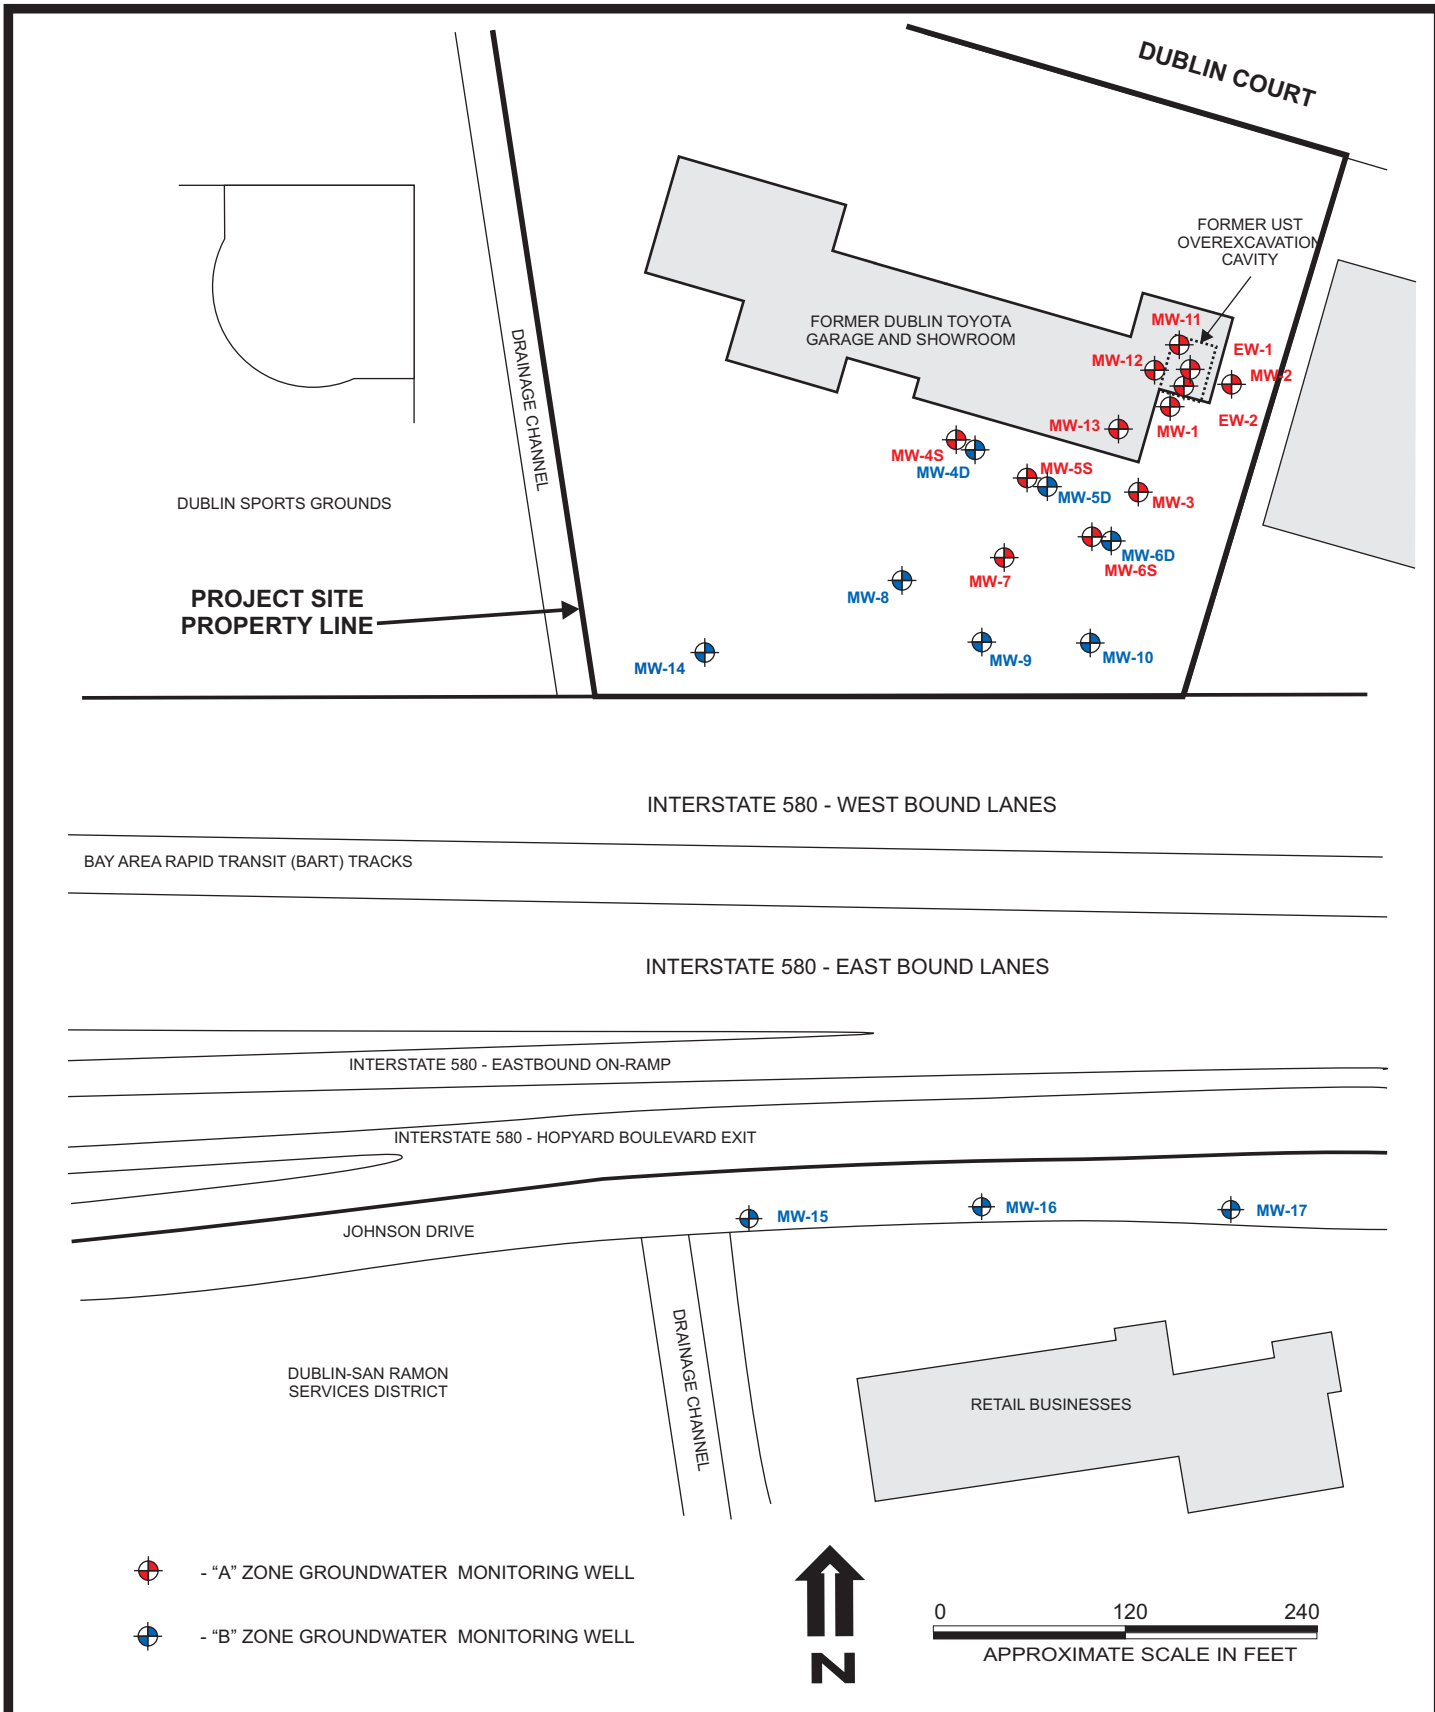 DUBLIN COURT
FORMER UST
OVEREXCAVATION
CAVITY
MW-11
FORMER DUBLIN TOYOTA
GARAGE AND SHOWROOM
EW-1
MW-12
MW-2
EW-2
MW-13
MW-1
DRAINAGE CHANNEL
MW-4S
MW-4D
MW-5S
MW-5D
MW-3
DUBLIN SPORTS GROUNDS
MW-6D
MW-6S
MW-7
MW-8
PROJECT SITE
PROPERTY LINE
MW-9
MW-10
MW-14
INTERSTATE 580 - WEST BOUND LANES
BAY AREA RAPID TRANSIT (BART) TRACKS
INTERSTATE 580 - EAST BOUND LANES
INTERSTATE 580 - EASTBOUND ON-RAMP
INTERSTATE 580 - HOPYARD BOULEVARD EXIT
MW-15
MW-16
MW-17
JOHNSON DRIVE
DRAINAGE CHANNEL
DUBLIN-SAN RAMON
SERVICES DISTRICT
RETAIL BUSINESSES
- “A” ZONE GROUNDWATER MONITORING WELL
- “B” ZONE GROUNDWATER MONITORING WELL
N
0 120 240
APPROXIMATE SCALE IN FEET